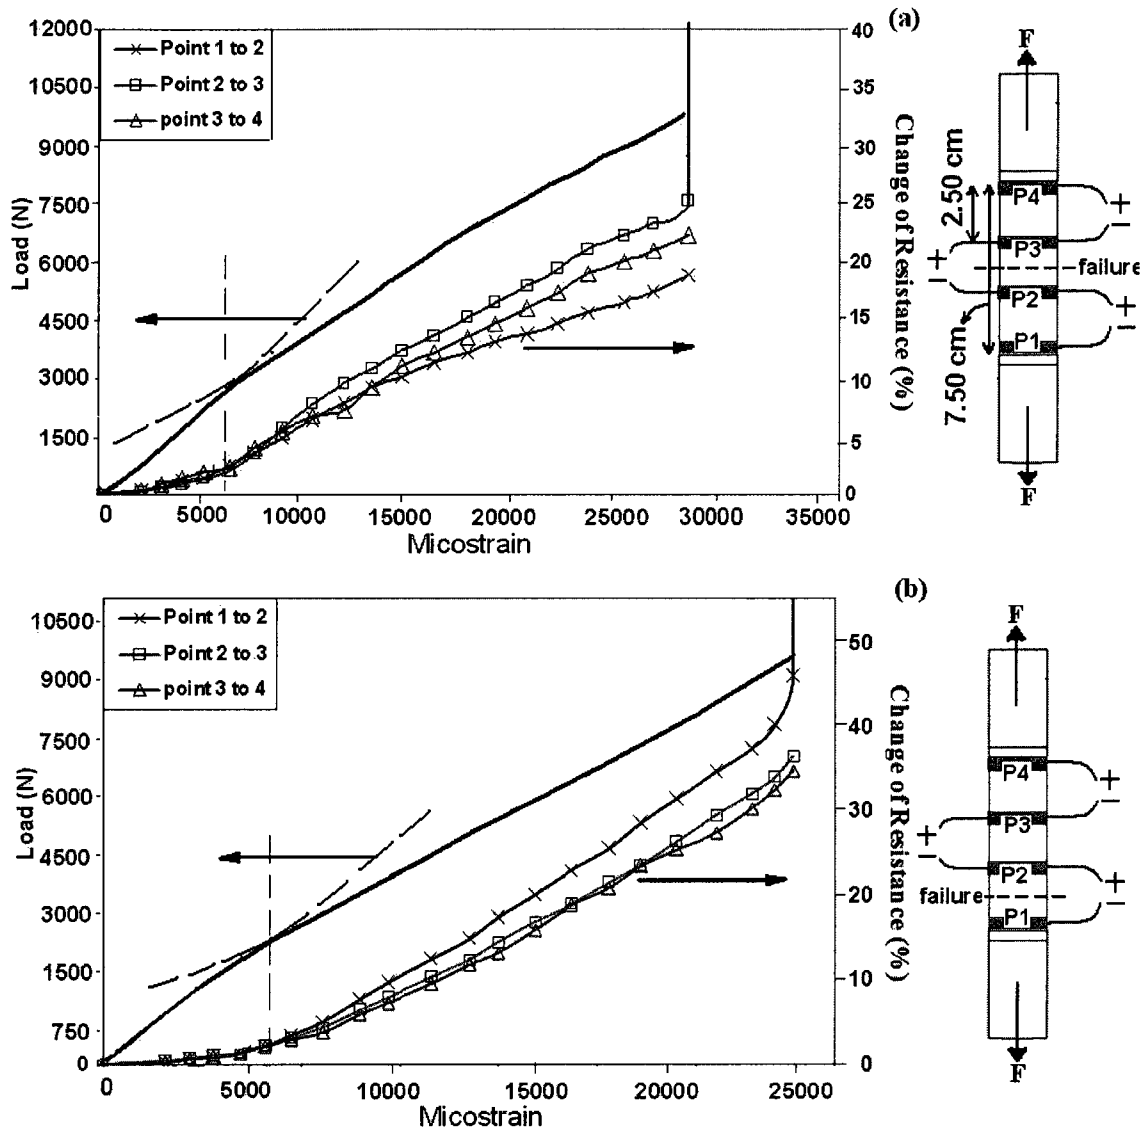 (a)
12000
10500
9000
7500
6000
4500
3000
1500
Load (N)
Point 1 to 2
Point 2 to 3
point 3 to 4
40
35
30
25
20
15
10
5
0
Change of Resistance (%)
0 5000 10000 15000 20000 25000 30000 35000
Micostrain
F
P4
+
−
2.50 cm
P3
+
−
failure
P2
+
−
P1
7.50 cm
F
(b)
10500
9000
7500
6000
4500
3000
1500
750
0
Load (N)
Point 1 to 2
Point 2 to 3
point 3 to 4
50
40
30
20
10
0
Change of Resistance (%)
0 5000 10000 15000 20000 25000
Micostrain
F
P4
+
−
P3
+
−
P2
+
−
failure
P1
F